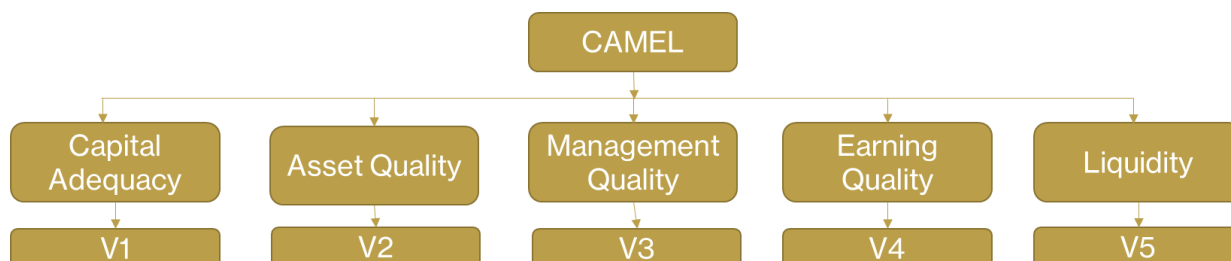 CAMEL
Capital
Adequacy
Asset Quality
Management
Quality
Earning
Quality
Liquidity
V1
V2
V3
V4
V5